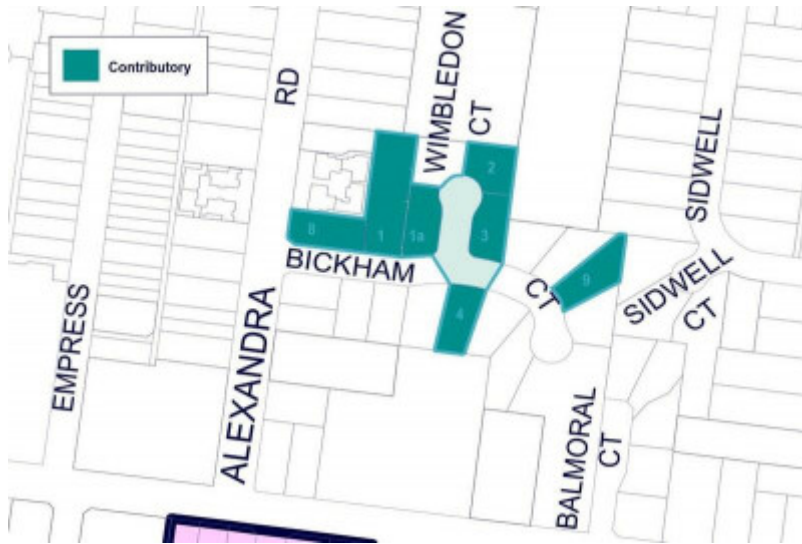 Contributory
RD
WIMBLEDON
CT
2
8
1
1a
3
BICKHAM
4
CT
9
SIDWELL
SIDWELL
CT
EMPRESS
ALEXANDRA
BALMORAL
CT